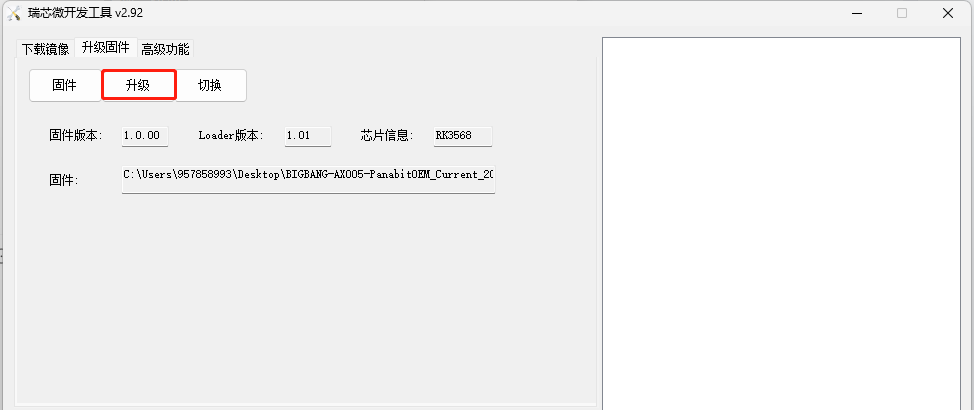 瑞芯微开发工具 v2.92
下载镜像 升级固件 高级功能
固件 升级 切换
固件版本: 1.0.00 Loader版本: 1.01 芯片信息: RK3568
固件: C:\Users\957858993\Desktop\BIGBANG-AX005-PanabitOEM_Current_20